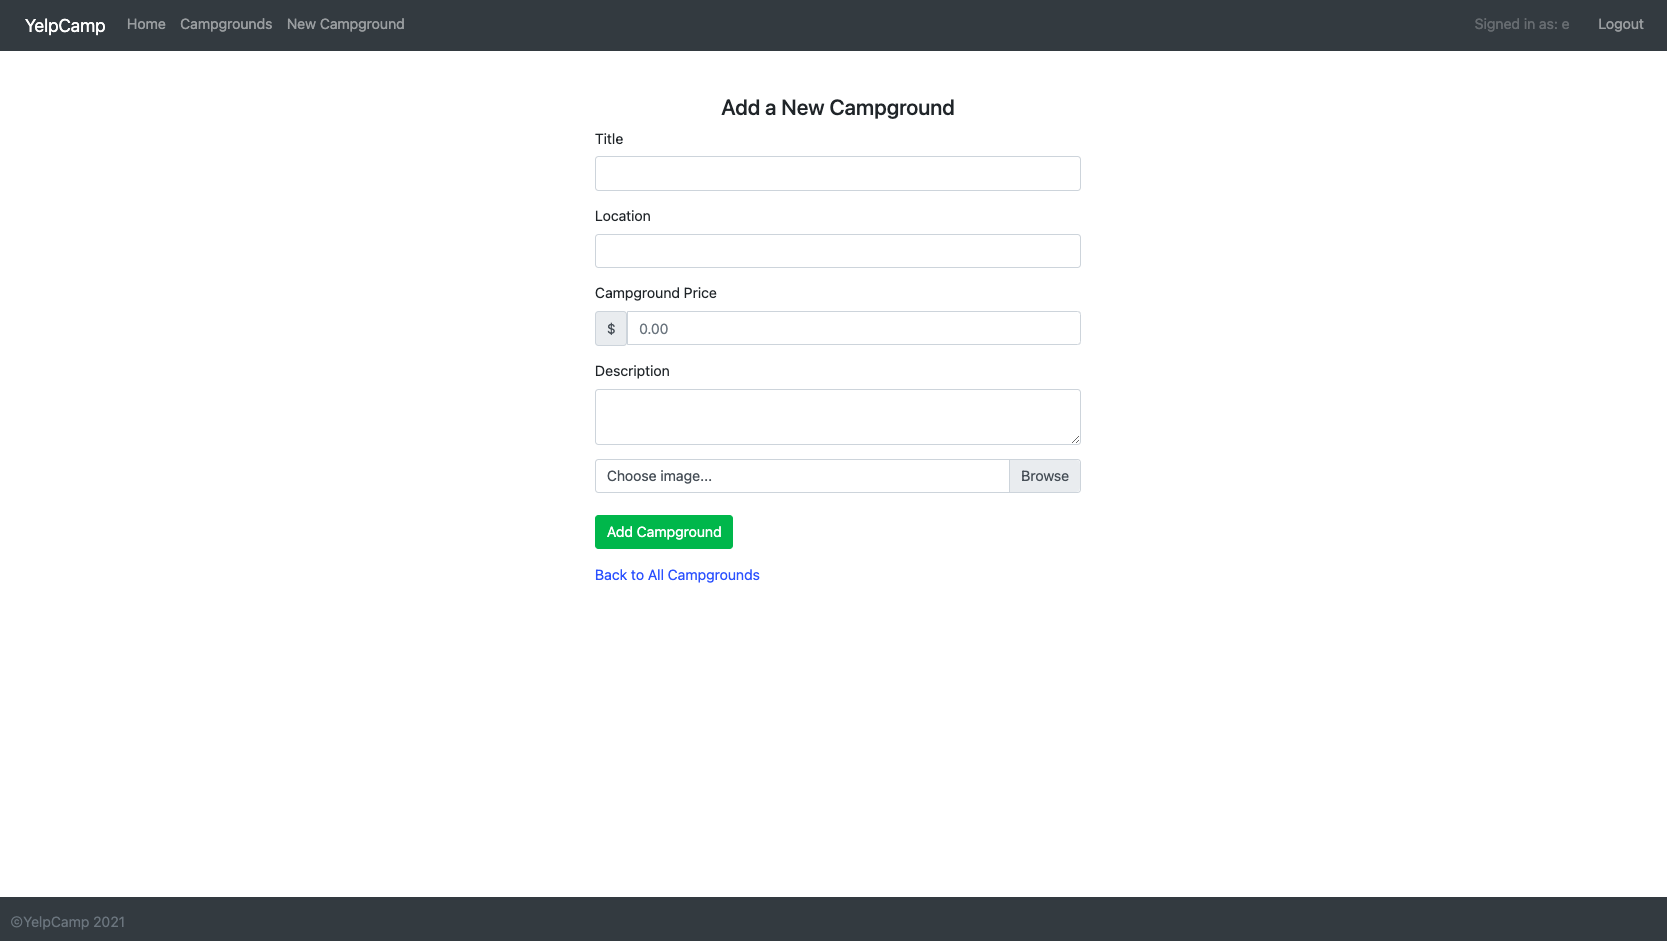 YelpCamp Home Campgrounds New Campground Signed in as: e Logout
Add a New Campground
Title
Location
Campground Price
$ 0.00
Description
Choose image... Browse
Add Campground
Back to All Campgrounds
©YelpCamp 2021